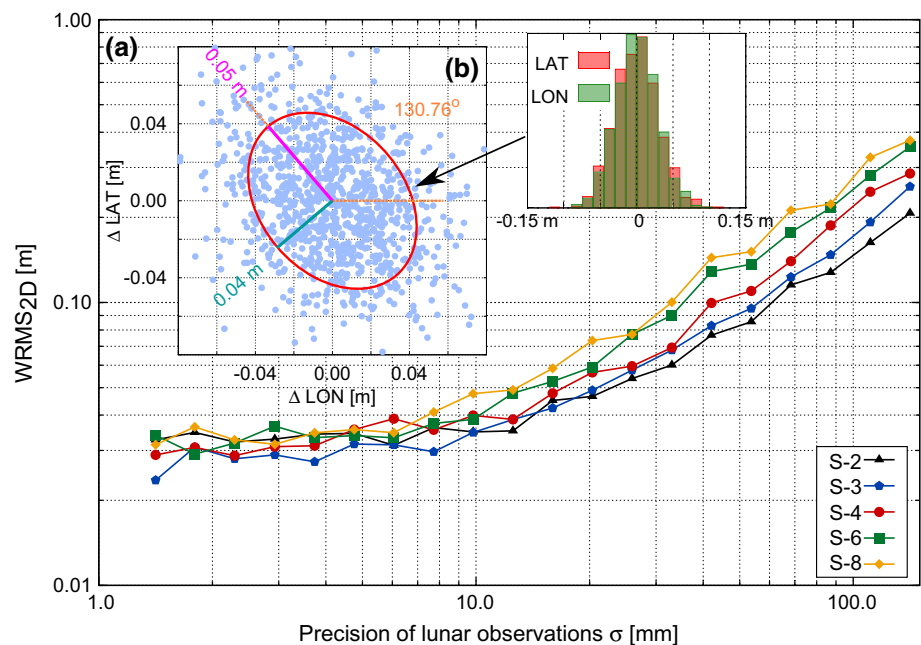 1.00
0.10
0.01
WRMS2D [m]
1.0
10.0
100.0
Precision of lunar observations σ [mm]
(a)
0.05 m
130.76°
0.04 m
0.04
0.00
-0.04
Δ LAT [m]
-0.04
0.00
0.04
Δ LON [m]
(b)
LAT
LON
-0.15 m
0
0.15 m
S-2
S-3
S-4
S-6
S-8